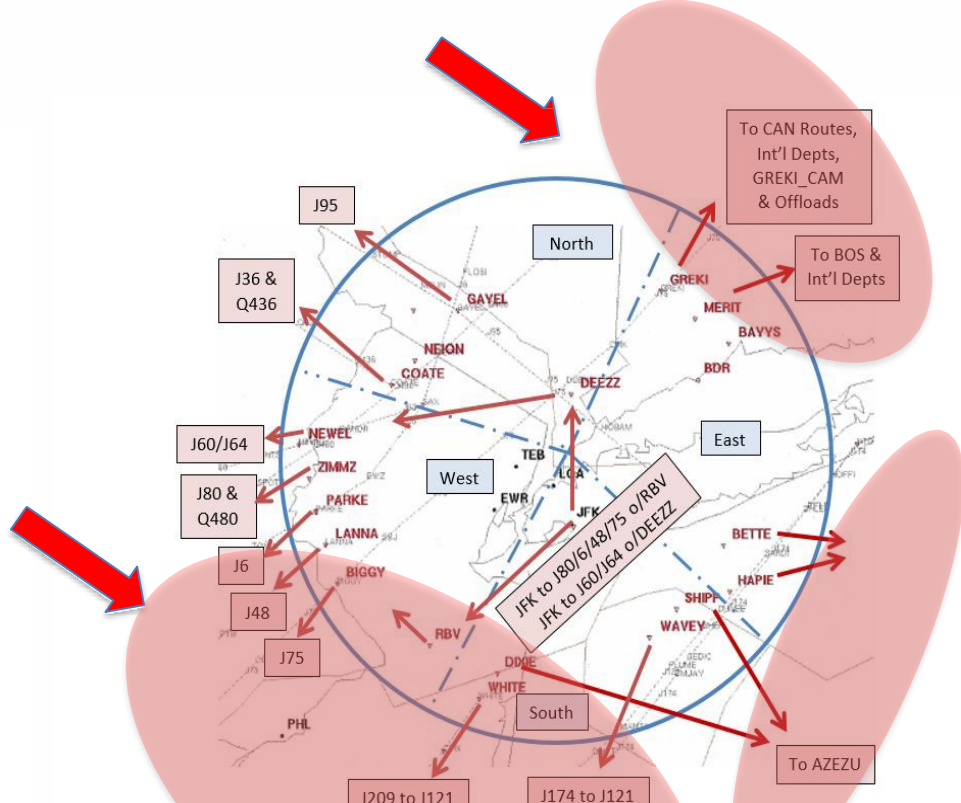 To CAN Routes,
Int'l Depts,
GREKI_CAM
& Offloads
J95
North
To BOS &
Int'l Depts
J36 &
Q436
GREKI
GAYEL
MERIT
BAYYS
NEION
COATE
BDR
DEEZZ
J60/J64
NEWEL
East
TEB
ZIMMZ
West
LGA
J80 &
Q480
EWR
PARKE
JFK
JFK to J80/6/48/75 o/RBV
JFK to J60/J64 o/DEEZZ
LANNA
BETTE
J6
BIGGY
HAPIE
J48
SHIPP
WAVEY
RBV
J75
DIXIE
WHITE
South
PHL
To AZEZU
J209 to J121
J174 to J121